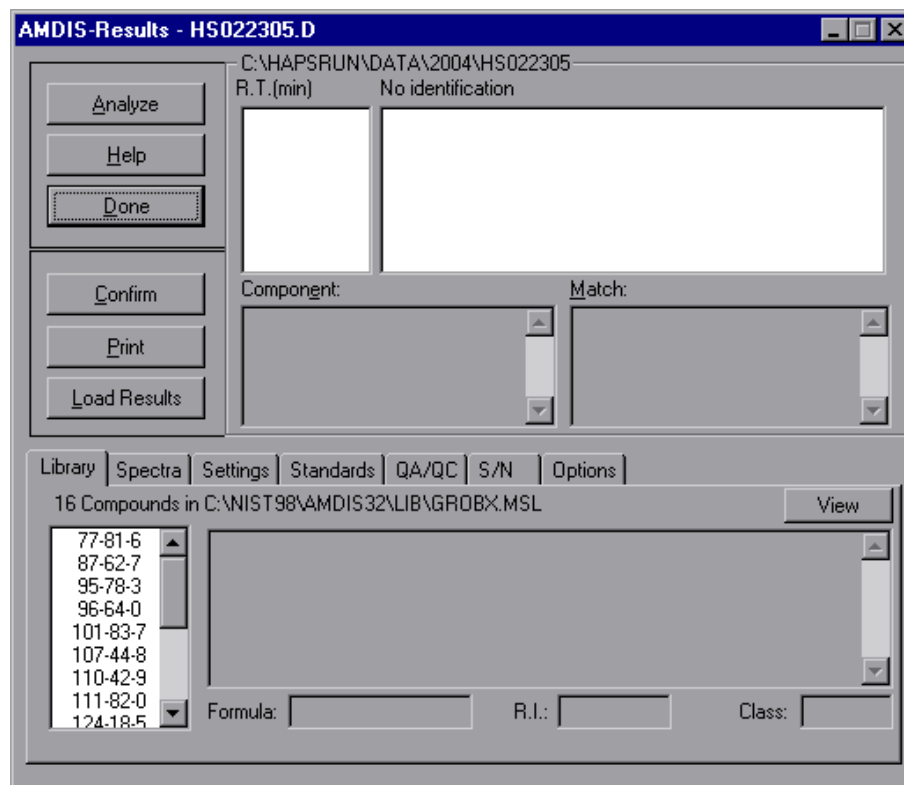 AMDIS-Results - HS022305.D
C:\HAPSRUN\DATA\2004\HS022305
R.T.(min) No identification
Analyze
Help
Done
Confirm
Print
Load Results
Component: Match:
Library Spectra Settings Standards QA/QC S/N Options
16 Compounds in C:\NIST98\AMDIS32\LIB\GROBX.MSL View
77-81-6
87-62-7
95-78-3
96-64-0
101-83-7
107-44-8
110-42-9
111-82-0
124-18-5
Formula: R.I.: Class: